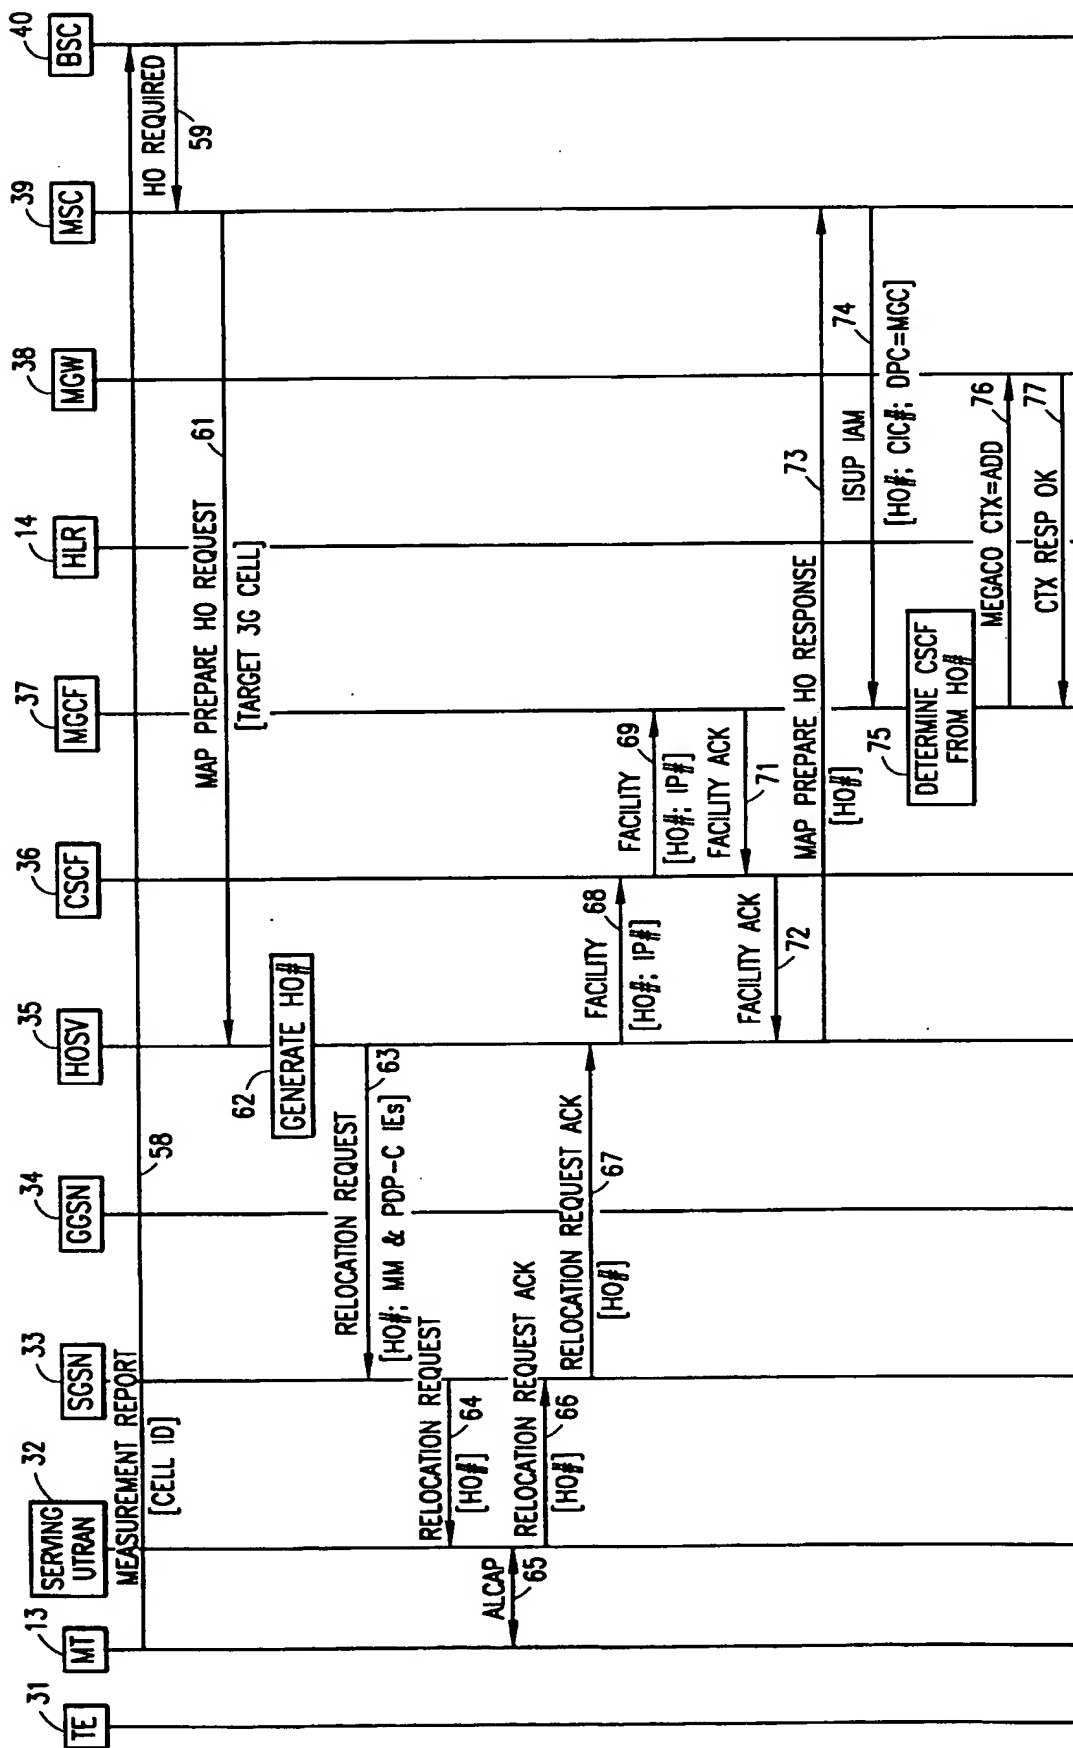 31
TE
13
MT
32
SERVING
UTRAN
33
SGSN
34
GGSN
35
HOSV
36
CSCF
37
MGCF
14
HLR
38
MGW
39
MSC
40
BSC
MEASUREMENT REPORT
58
[CELL ID]
HO REQUIRED
59
MAP PREPARE HO REQUEST
61
[TARGET 3G CELL]
62
GENERATE HO#
RELOCATION REQUEST
63
[HO#; MM & PDP-C IEs]
RELOCATION REQUEST
64
[HO#]
ALCAP
65
RELOCATION REQUEST ACK
66
[HO#]
RELOCATION REQUEST ACK
67
[HO#]
FACILITY
68
[HO#; IP#]
FACILITY
69
[HO#; IP#]
FACILITY ACK
71
FACILITY ACK
72
MAP PREPARE HO RESPONSE
73
[HO#]
ISUP IAM
74
[HO#; CIC#; DPC=MGC]
75
DETERMINE CSCF
FROM HO#
MEGACO CTX=ADD
76
CTX RESP OK
77